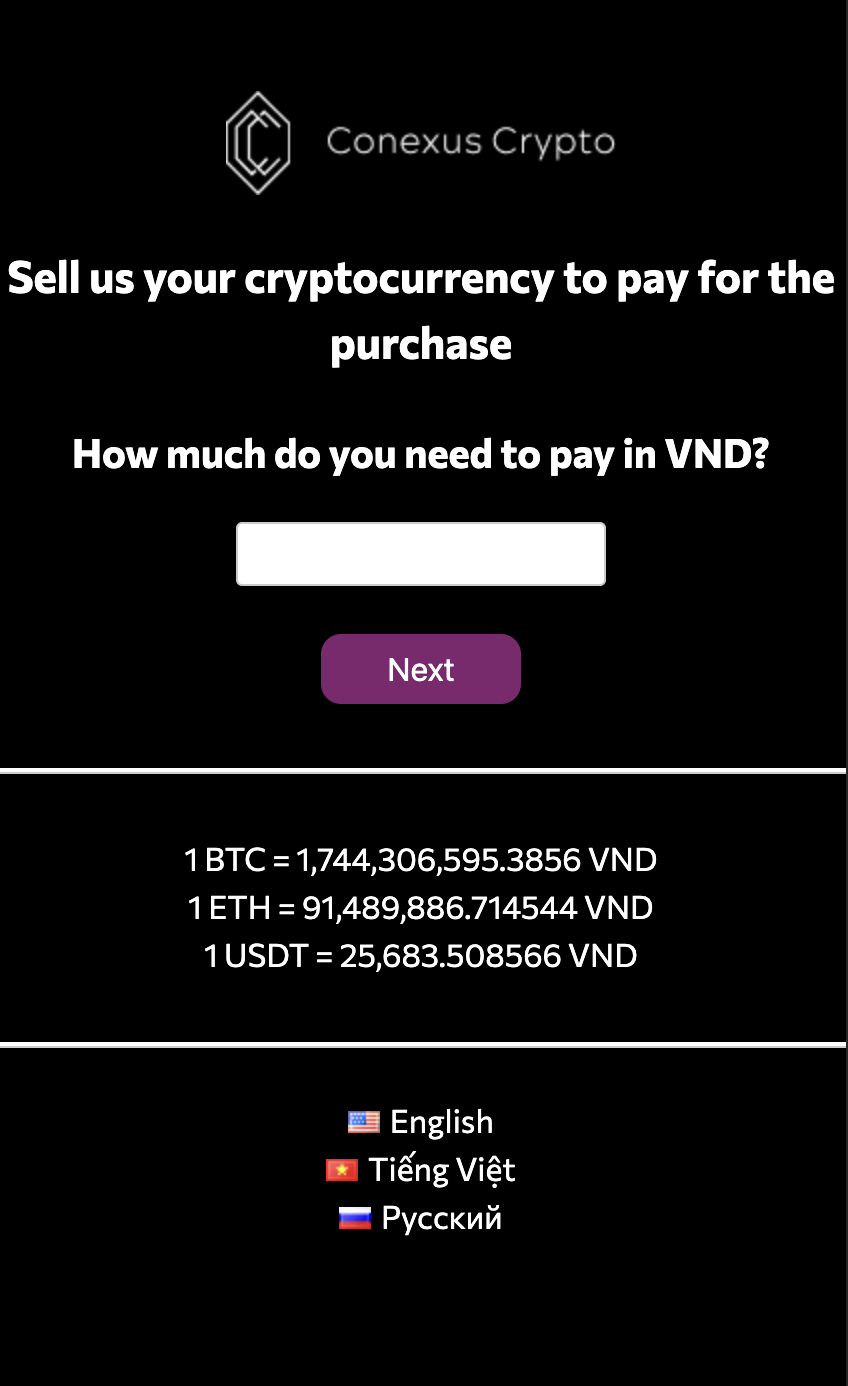 Conexus Crypto
Sell us your cryptocurrency to pay for the
purchase
How much do you need to pay in VND?
Next
1 BTC = 1,744,306,595.3856 VND
1 ETH = 91,489,886.714544 VND
1 USDT = 25,683.508566 VND
English
Tiếng Việt
Русский